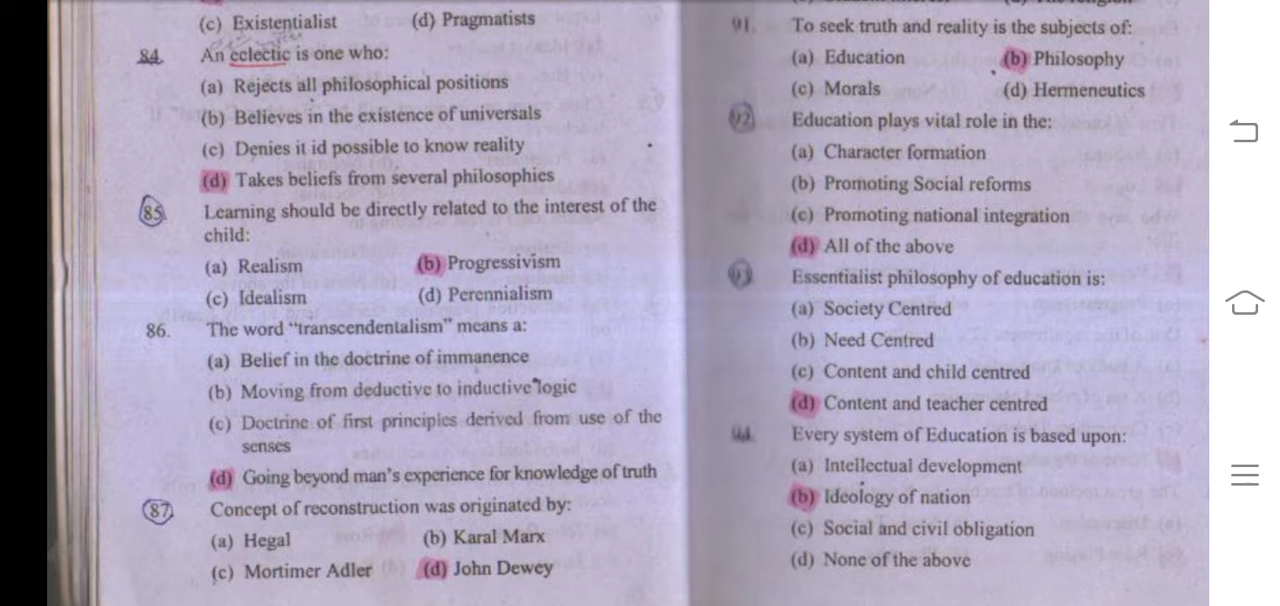 (c) Existentialist (d) Pragmatists
84. An eclectic is one who:
(a) Rejects all philosophical positions
(b) Believes in the existence of universals
(c) Denies it id possible to know reality
(d) Takes beliefs from several philosophies
85. Learning should be directly related to the interest of the
child:
(a) Realism (b) Progressivism
(c) Idealism (d) Perennialism
86. The word "transcendentalism" means a:
(a) Belief in the doctrine of immanence
(b) Moving from deductive to inductive logic
(c) Doctrine of first principles derived from use of the
senses
(d) Going beyond man's experience for knowledge of truth
87. Concept of reconstruction was originated by:
(a) Hegal (b) Karal Marx
(c) Mortimer Adler (d) John Dewey
91. To seek truth and reality is the subjects of:
(a) Education (b) Philosophy
(c) Morals (d) Hermeneutics
92. Education plays vital role in the:
(a) Character formation
(b) Promoting Social reforms
(c) Promoting national integration
(d) All of the above
93. Essentialist philosophy of education is:
(a) Society Centred
(b) Need Centred
(c) Content and child centred
(d) Content and teacher centred
94. Every system of Education is based upon:
(a) Intellectual development
(b) Ideology of nation
(c) Social and civil obligation
(d) None of the above